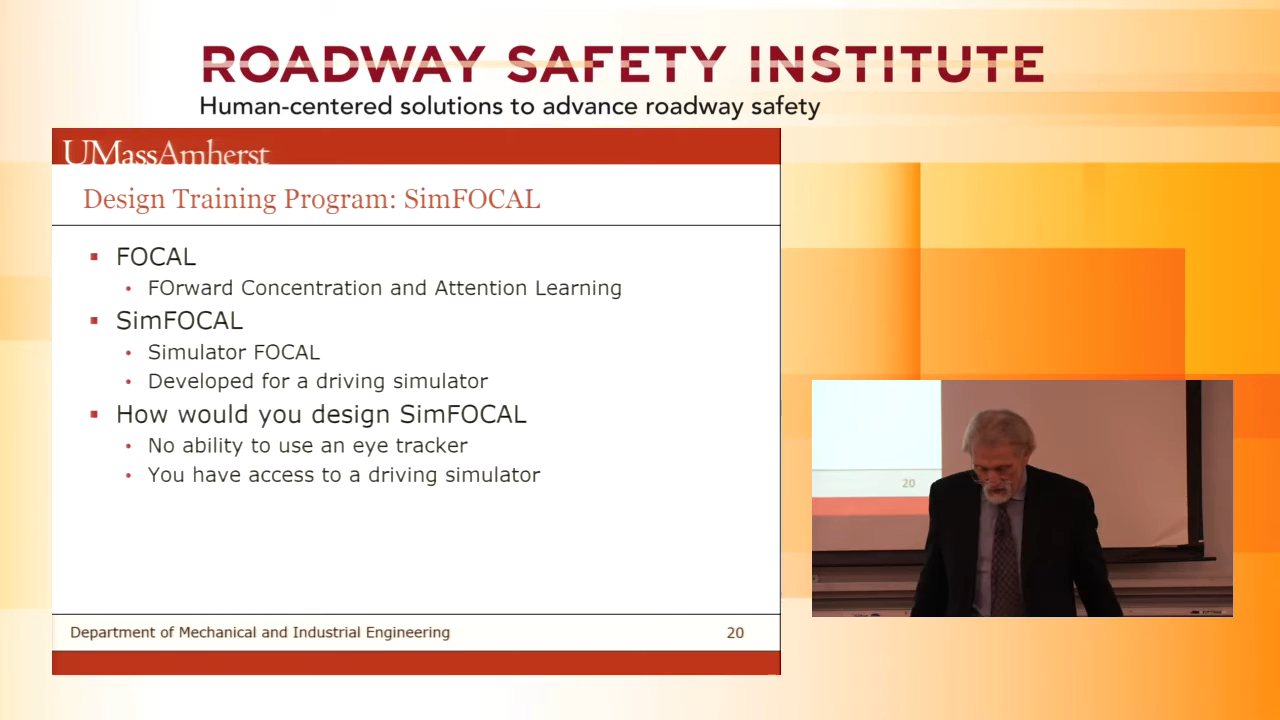 ROADWAY SAFETY INSTITUTE
Human-centered solutions to advance roadway safety
UMassAmherst
Design Training Program: SimFOCAL
▪ FOCAL
• FOrward Concentration and Attention Learning
▪ SimFOCAL
• Simulator FOCAL
• Developed for a driving simulator
▪ How would you design SimFOCAL
• No ability to use an eye tracker
• You have access to a driving simulator
Department of Mechanical and Industrial Engineering 20
20